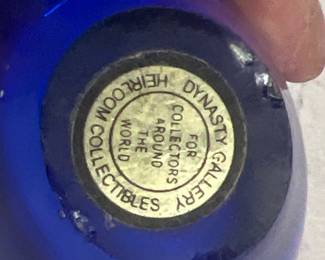 DYNASTY GALLERY
HEIRLOOM COLLECTIBLES
FOR
COLLECTORS
AROUND
THE
WORLD